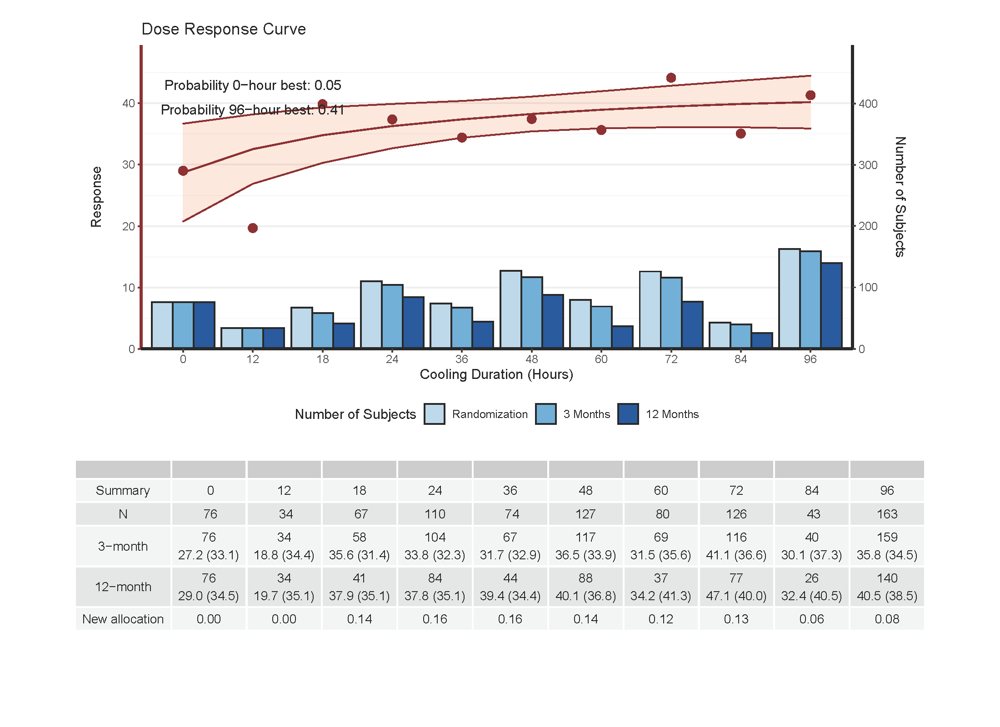 Dose Response Curve
Probability 0−hour best: 0.05
Probability 96−hour best: 0.41
Response
40
30
20
10
0
400
300
200
100
0
Number of Subjects
0 12 18 24 36 48 60 72 84 96
Cooling Duration (Hours)
Number of Subjects Randomization 3 Months 12 Months
Summary 0 12 18 24 36 48 60 72 84 96
N 76 34 67 110 74 127 80 126 43 163
3−month
76 34 58 104 67 117 69 116 40 159
27.2 (33.1) 18.8 (34.4) 35.6 (31.4) 33.8 (32.3) 31.7 (32.9) 36.5 (33.9) 31.5 (35.6) 41.1 (36.6) 30.1 (37.3) 35.8 (34.5)
12−month
76 34 41 84 44 88 37 77 26 140
29.0 (34.5) 19.7 (35.1) 37.9 (35.1) 37.8 (35.1) 39.4 (34.4) 40.1 (36.8) 34.2 (41.3) 47.1 (40.0) 32.4 (40.5) 40.5 (38.5)
New allocation 0.00 0.00 0.14 0.16 0.16 0.14 0.12 0.13 0.06 0.08